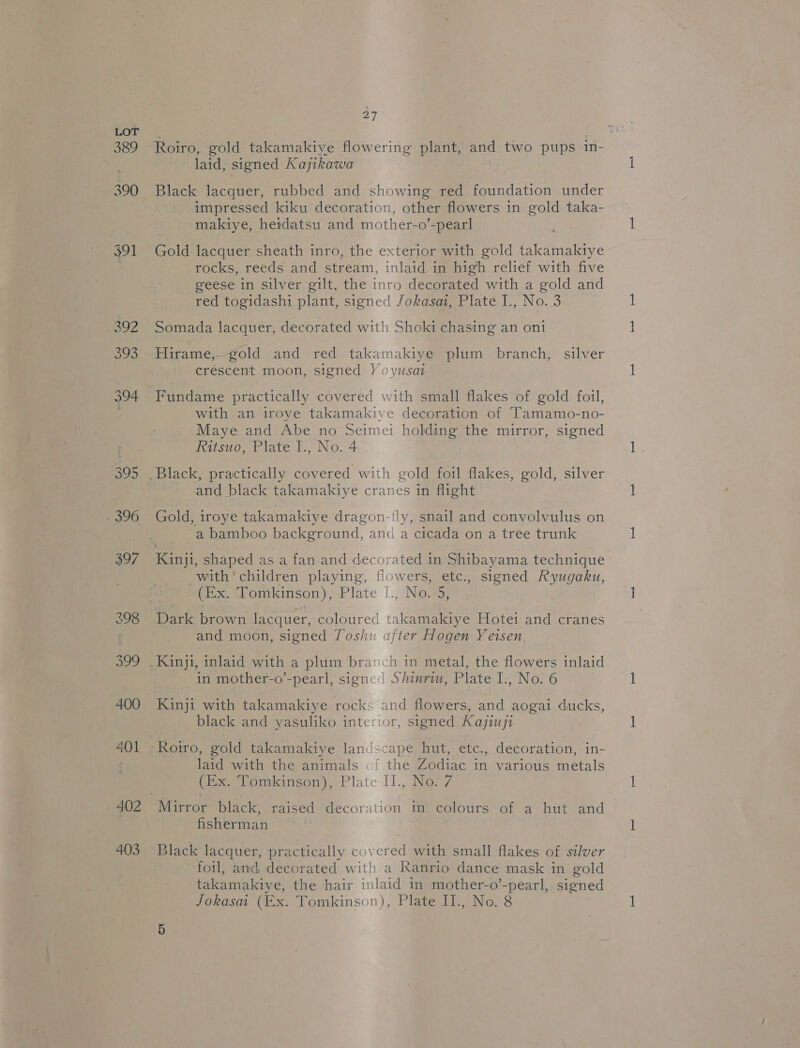 27
LOT
389 Roiro, gold takamakiye flowering plant, and two pups in- 1
laid, signed Kajikawa
390 Black lacquer, rubbed and showing red foundation under
impressed kiku decoration, other flowers in gold taka-
makiye, heidatsu and mother-o'-pearl 1
391 Gold lacquer sheath inro, the exterior with gold takamakiye
rocks, reeds and stream, inlaid in high relief with five
geese in silver gilt, the inro decorated with a gold and
red togidashi plant, signed Jokasai, Plate I., No. 3 1
392 Somada lacquer, decorated with Shoki chasing an oni 1
393 Hirame, gold and red takamakiye plum branch, silver
crescent moon, signed Yoyusai 1
394 Fundame practically covered with small flakes of gold foil,
with an iroye takamakiye decoration of Tamamo-no-
Maye and Abe no Seimei holding the mirror, signed
Ritsuo, Plate I., No. 4 1
395 Black, practically covered with gold foil flakes, gold, silver
and black takamakiye cranes in flight 1
396 Gold, iroye takamakiye dragon-fly, snail and convolvulus on
a bamboo background, and a cicada on a tree trunk 1
397 Kinji, shaped as a fan and decorated in Shibayama technique
with children playing, flowers, etc., signed Ryugaku,
(Ex. Tomkinson), Plate I., No. 5, 1
398 Dark brown lacquer, coloured takamakiye Hotei and cranes
and moon, signed Toshu after Hogen Yeisen
399 Kinji, inlaid with a plum branch in metal, the flowers inlaid
in mother-o'-pearl, signed Shinriu, Plate I., No. 6 1
400 Kinji with takamakiye rocks and flowers, and aogai ducks,
black and yasuliko interior, signed Kajiuji 1
401 Roiro, gold takamakiye landscape hut, etc., decoration, in-
laid with the animals of the Zodiac in various metals
(Ex. Tomkinson), Plate II., No. 7 1
402 Mirror black, raised decoration in colours of a hut and
fisherman 1
403 Black lacquer, practically covered with small flakes of silver
foil, and decorated with a Ranrio dance mask in gold
takamakiye, the hair inlaid in mother-o'-pearl, signed
Jokasai (Ex. Tomkinson), Plate II., No. 8 1
5